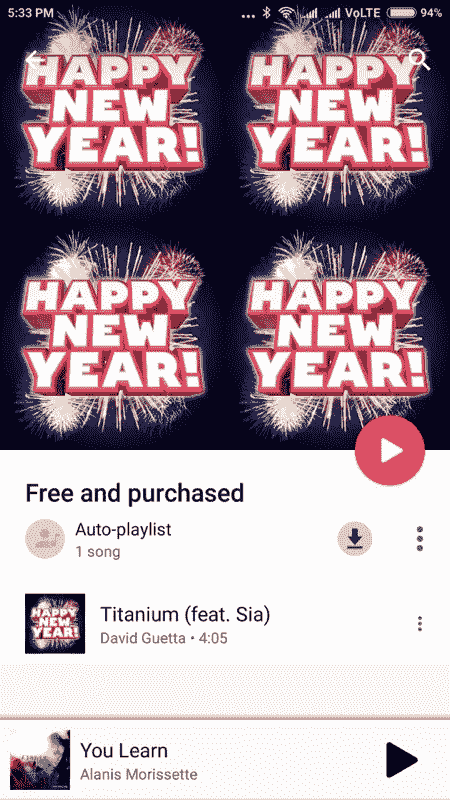 5:33 PM ... VoLTE 94%
HAPPY
NEW
YEAR!
HAPPY
NEW
YEAR!
HAPPY
NEW
YEAR!
HAPPY
NEW
YEAR!
Free and purchased
Auto-playlist
1 song
HAPPY
NEW
YEAR!
Titanium (feat. Sia)
David Guetta • 4:05
You Learn
Alanis Morissette